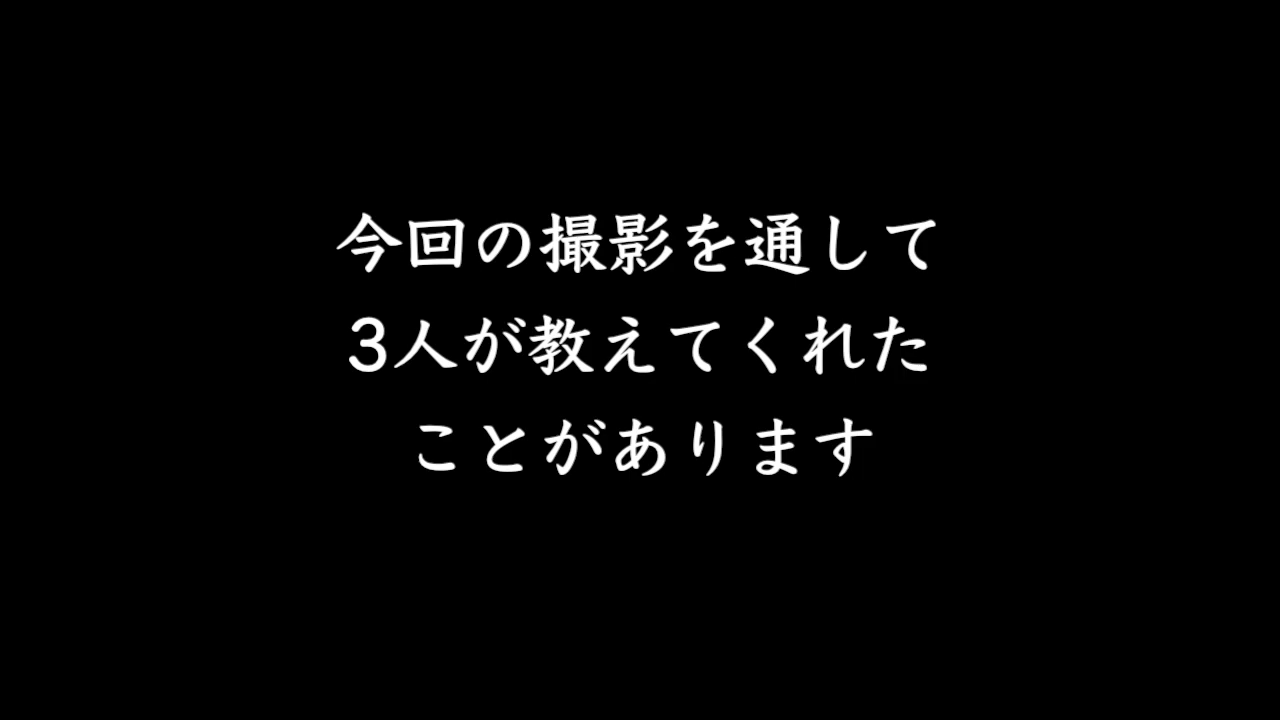 今回の撮影を通して
3人が教えてくれた
ことがあります